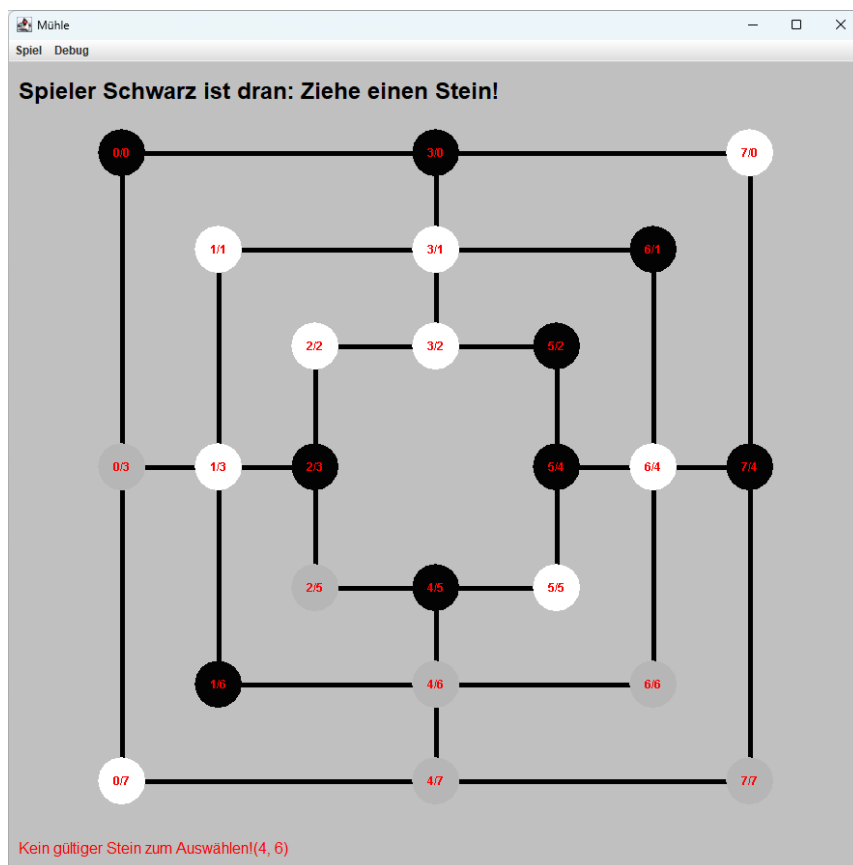 Mühle
Spiel Debug
Spieler Schwarz ist dran: Ziehe einen Stein!
0/0 3/0 7/0
1/1 3/1 6/1
2/2 3/2 5/2
0/3 1/3 2/3 5/4 6/4 7/4
2/5 4/5 5/5
1/6 4/6 6/6
0/7 4/7 7/7
Kein gültiger Stein zum Auswählen!(4, 6)